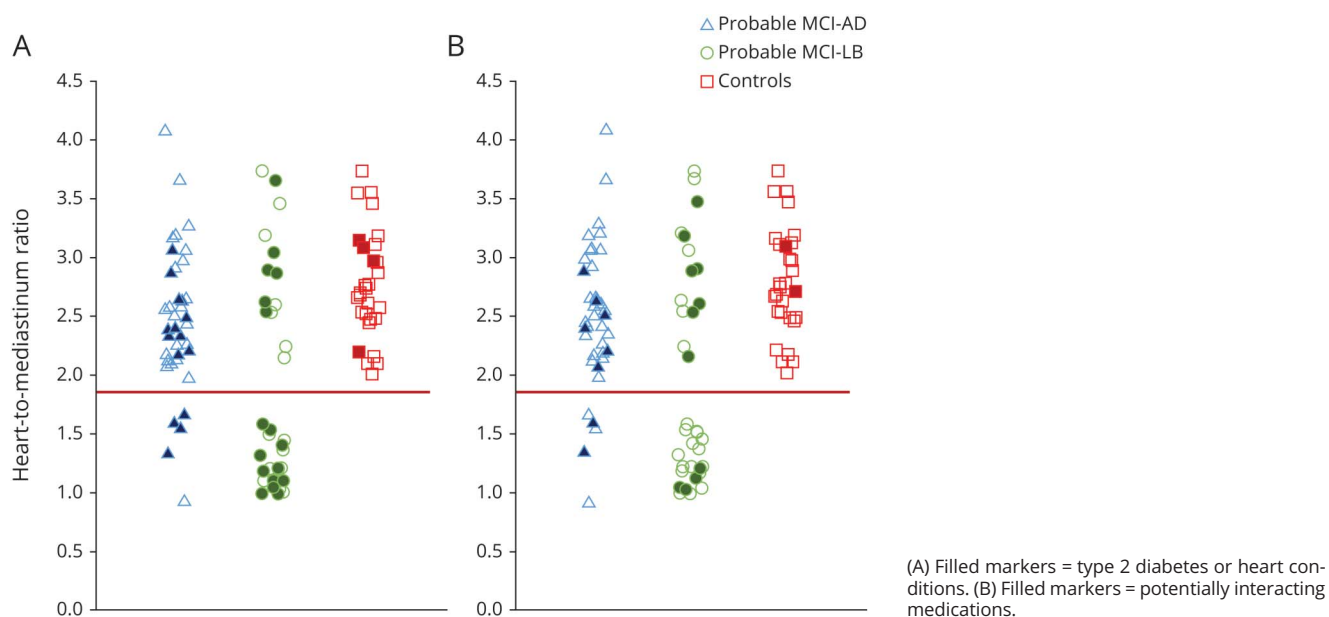 Probable MCI-AD
Probable MCI-LB
Controls
A
B
Heart-to-mediastinum ratio
4.5
4.0
3.5
3.0
2.5
2.0
1.5
1.0
0.5
0.0
4.5
4.0
3.5
3.0
2.5
2.0
1.5
1.0
0.5
0.0
(A) Filled markers = type 2 diabetes or heart con-
ditions. (B) Filled markers = potentially interacting
medications.